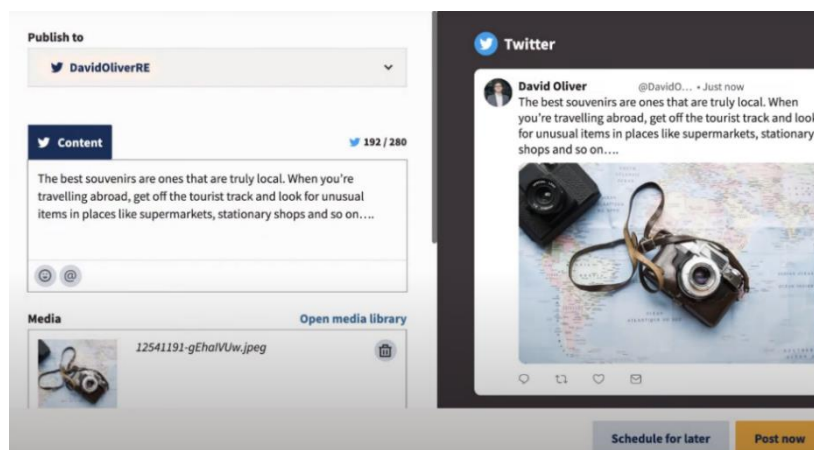 Publish to
DavidOliverRE
Content
192 / 280
The best souvenirs are ones that are truly local. When you're
travelling abroad, get off the tourist track and look for unusual
items in places like supermarkets, stationary shops and so on....
Media
Open media library
12541191-gEhaIVUw.jpeg
Twitter
David Oliver @DavidO... • Just now
The best souvenirs are ones that are truly local. When
you're travelling abroad, get off the tourist track and look
for unusual items in places like supermarkets, stationary
shops and so on....
Schedule for later
Post now